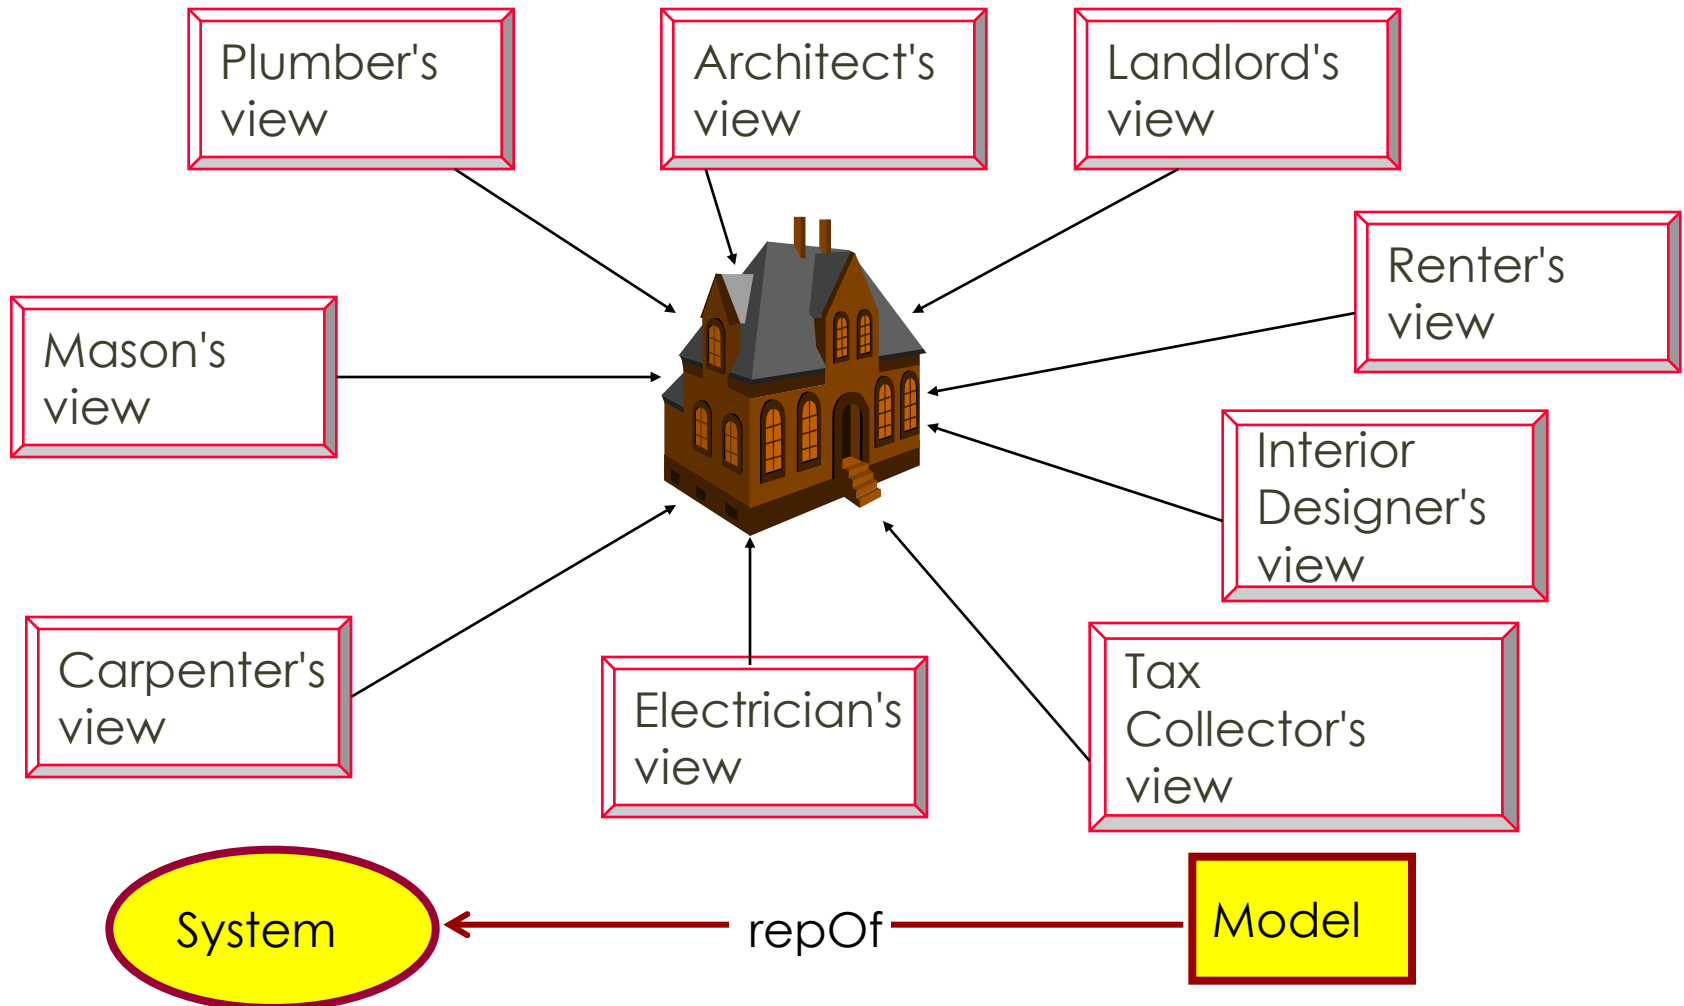 Plumber's
view
Architect's
view
Landlord's
view
Renter's
view
Mason's
view
Interior
Designer's
view
Carpenter's
view
Electrician's
view
Tax
Collector's
view
System
repOf
Model